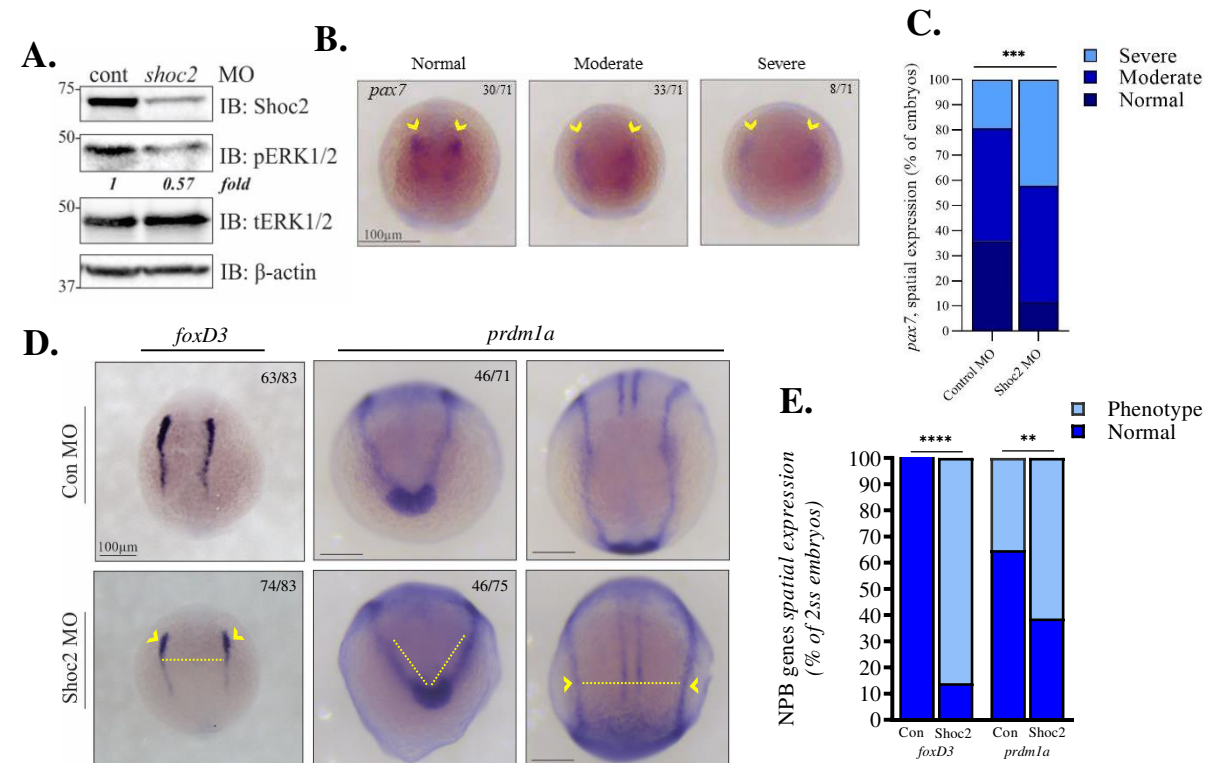 A.
cont shoc2 MO
75
IB: Shoc2
50
IB: pERK1/2
1 0.57 fold
50
IB: tERK1/2
IB: β-actin
37
B.
Normal Moderate Severe
pax7 30/71 33/71 8/71
100μm
C.
***
Severe
Moderate
Normal
pax7, spatial expression (% of embryos)
100
90
80
70
60
50
40
30
20
10
0
Control MO Shoc2 MO
D.
foxD3 prdm1a
Con MO
63/83 46/71
100μm
Shoc2 MO
74/83 46/75
E.
Phenotype
Normal
**** **
NPB genes spatial expression
(% of 2ss embryos)
100
90
80
70
60
50
40
30
20
10
0
Con Shoc2 Con Shoc2
foxD3 prdm1a